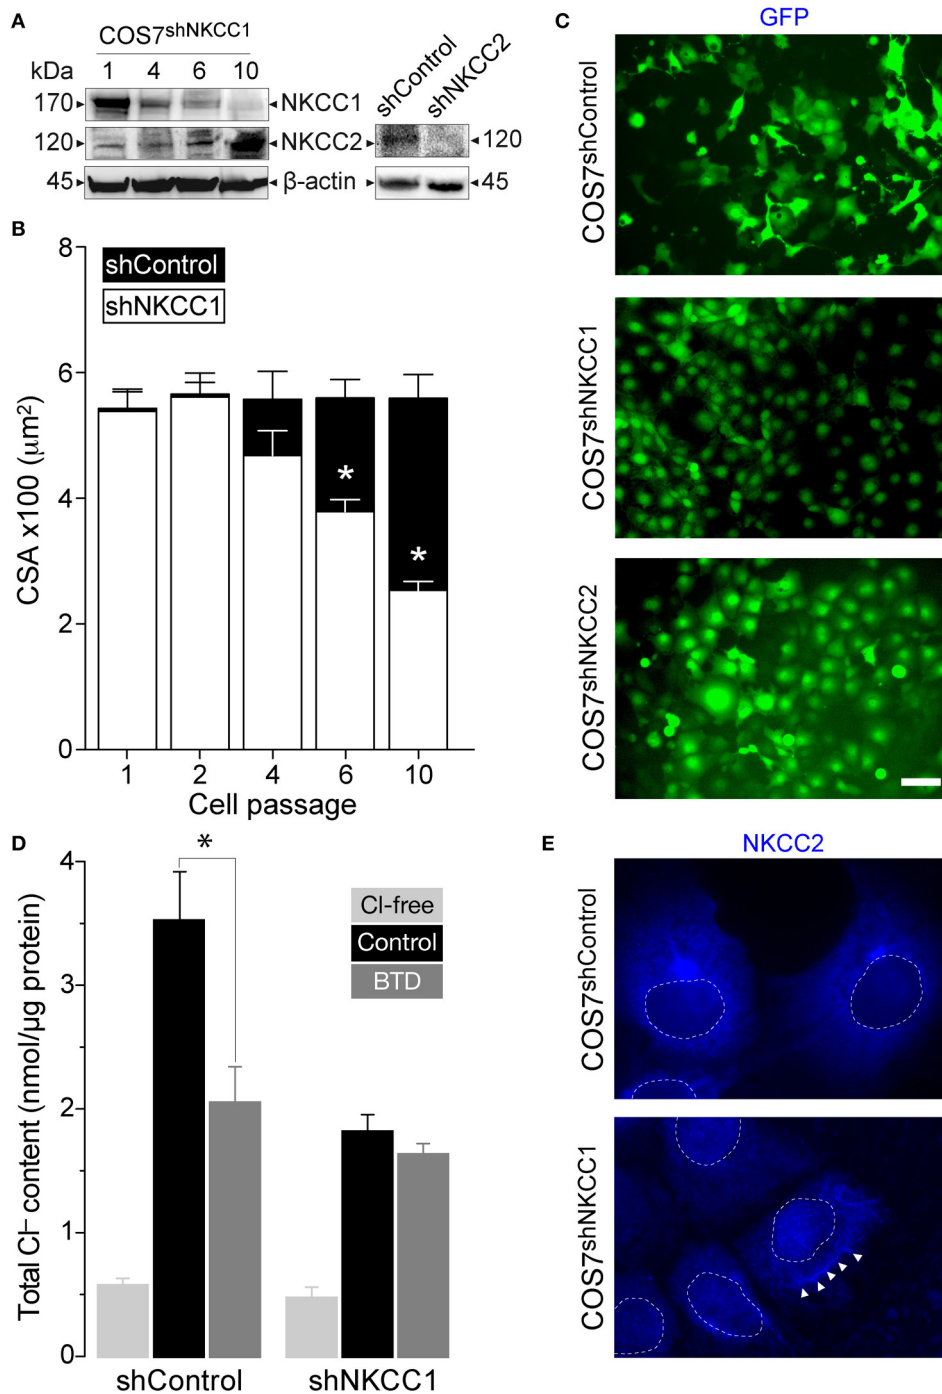 A
COS7shNKCC1
kDa 1 4 6 10
170 NKCC1
120 NKCC2
45 β-actin
shControl
shNKCC2
120
45
B
8
6
4
2
0
CSA x100 (μm2)
shControl
shNKCC1
*
*
1 2 4 6 10
Cell passage
C
GFP
COS7shControl
COS7shNKCC1
COS7shNKCC2
D
4
3
2
1
0
Total Cl– content (nmol/μg protein)
*
Cl-free
Control
BTD
shControl shNKCC1
E
NKCC2
COS7shControl
COS7shNKCC1